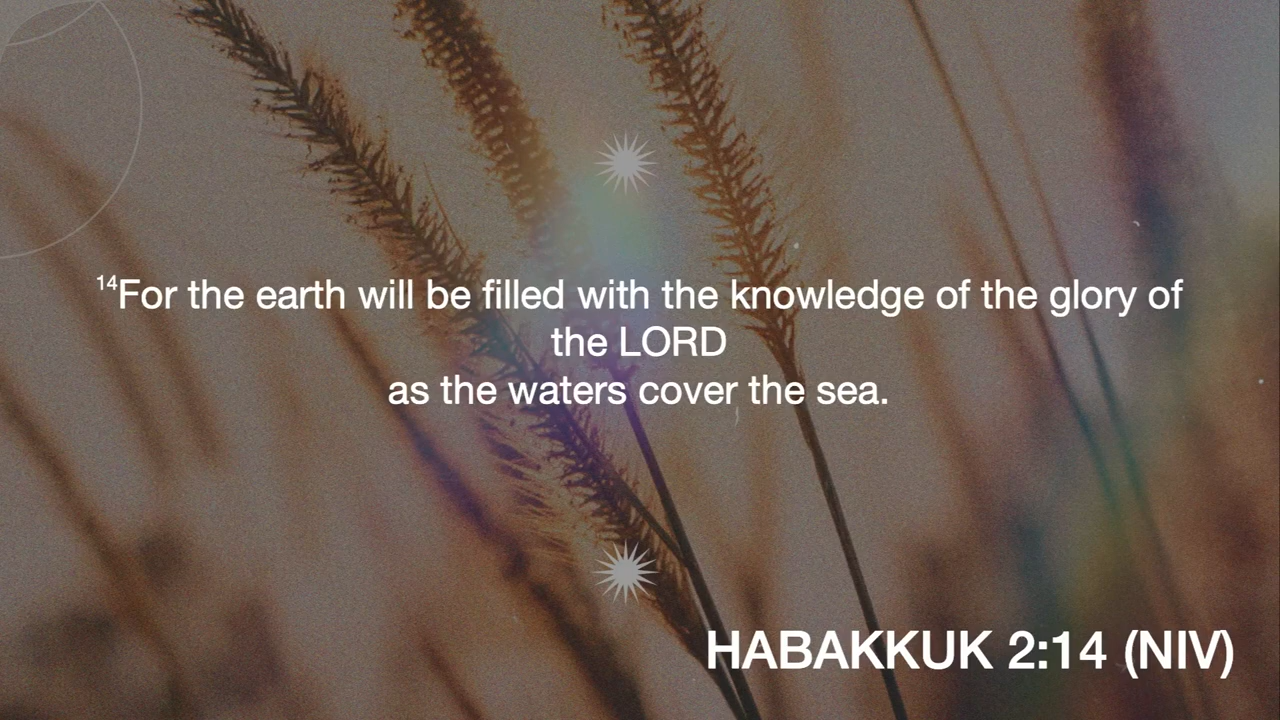 14For the earth will be filled with the knowledge of the glory of
the LORD
as the waters cover the sea.
HABAKKUK 2:14 (NIV)